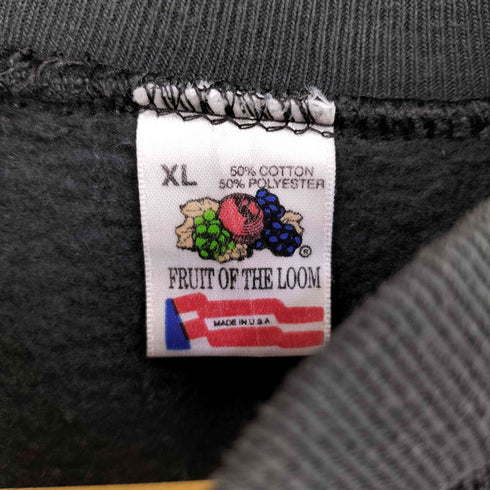 XL
50% COTTON
50% POLYESTER
®
FRUIT OF THE LOOM
MADE IN U.S.A